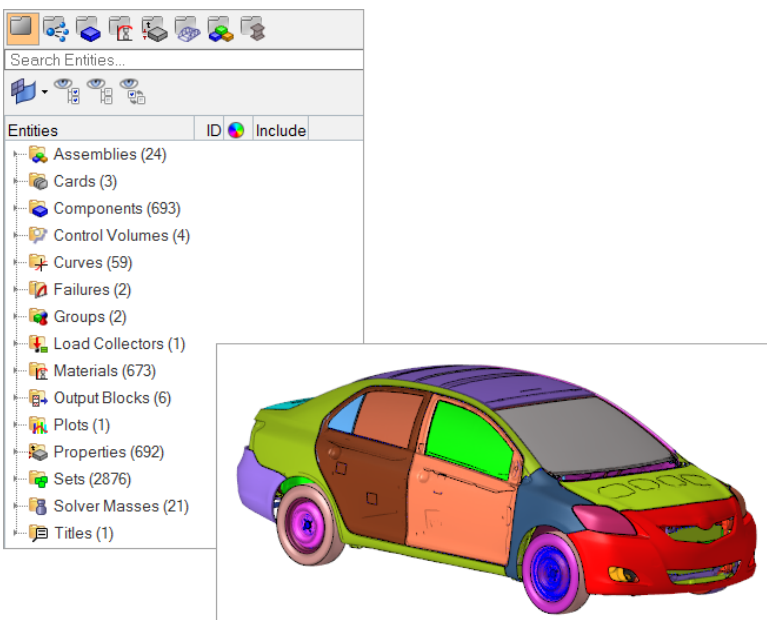 Search Entities...
Entities ID Include
Assemblies (24)
Cards (3)
Components (693)
Control Volumes (4)
Curves (59)
Failures (2)
Groups (2)
Load Collectors (1)
Materials (673)
Output Blocks (6)
Plots (1)
Properties (692)
Sets (2876)
Solver Masses (21)
Titles (1)